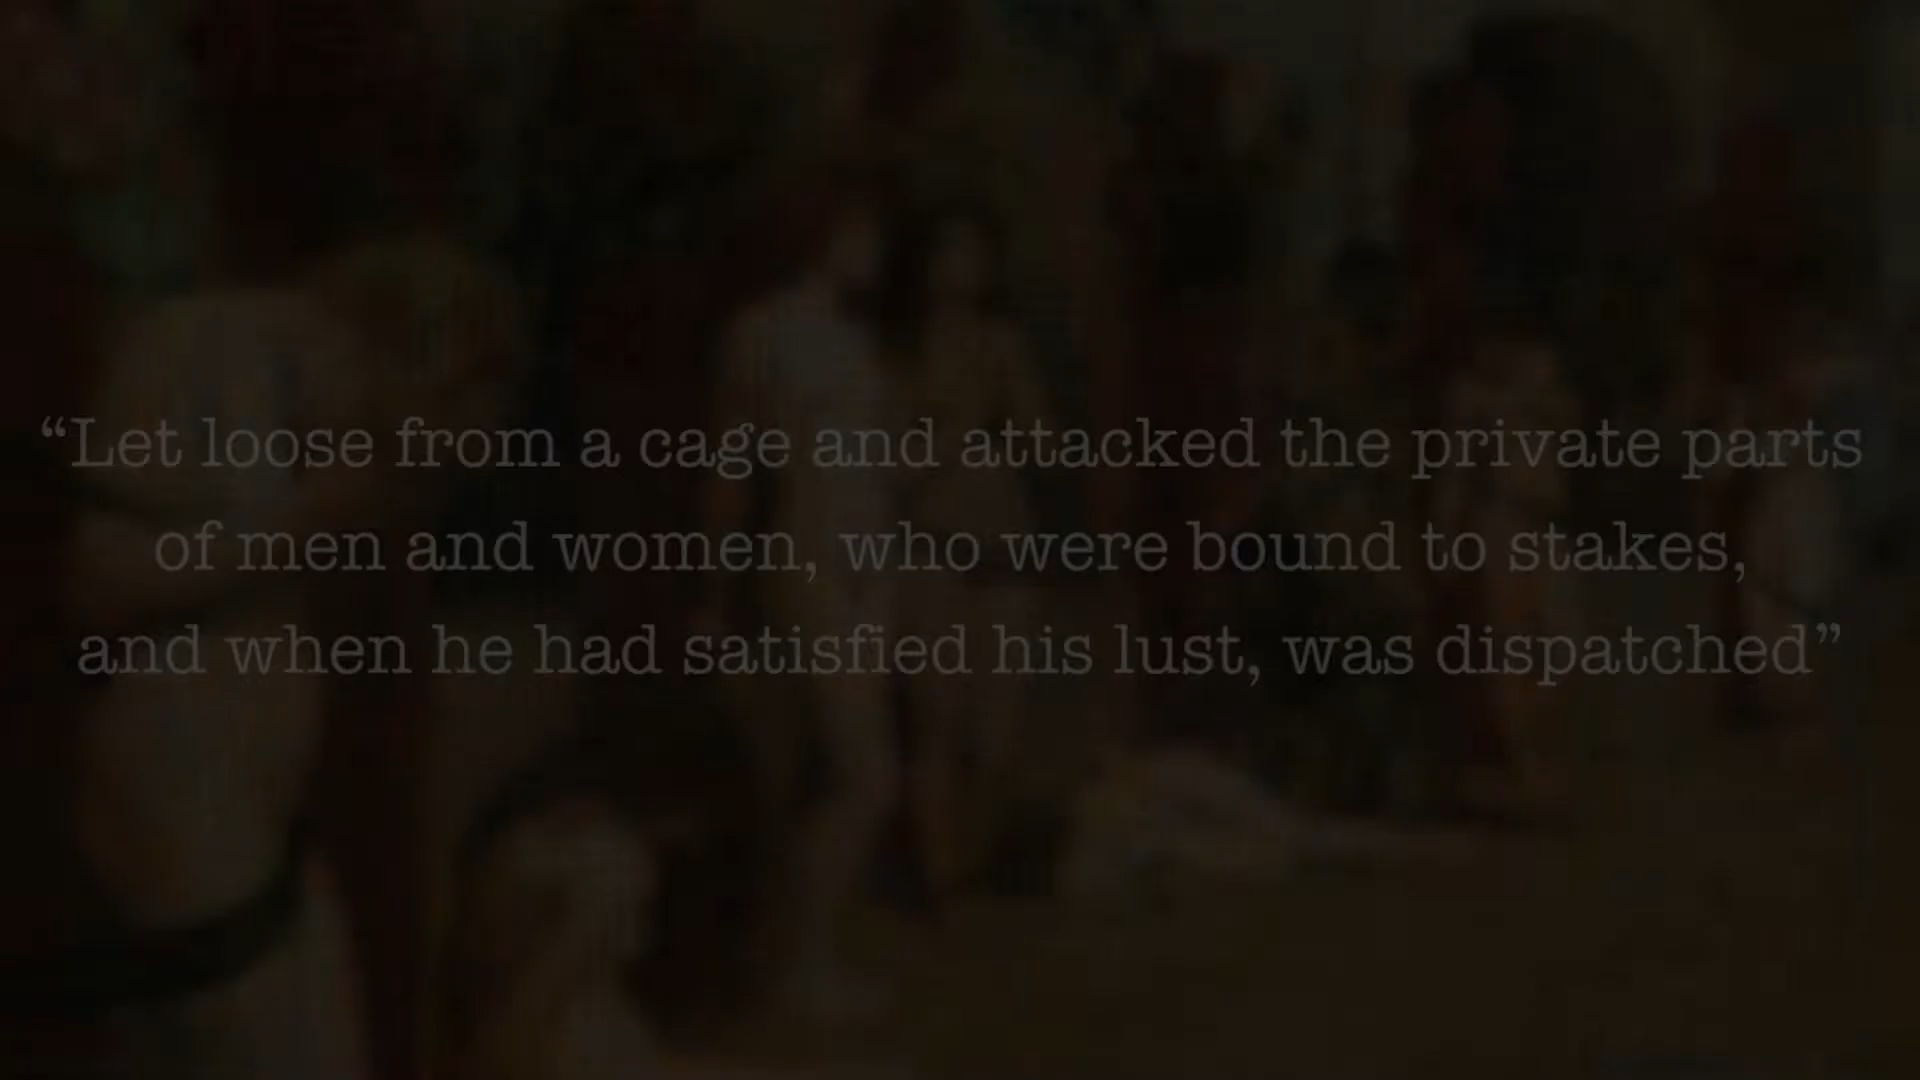 “Let loose from a cage and attacked the private parts
of men and women, who were bound to stakes,
and when he had satisfied his lust, was dispatched”